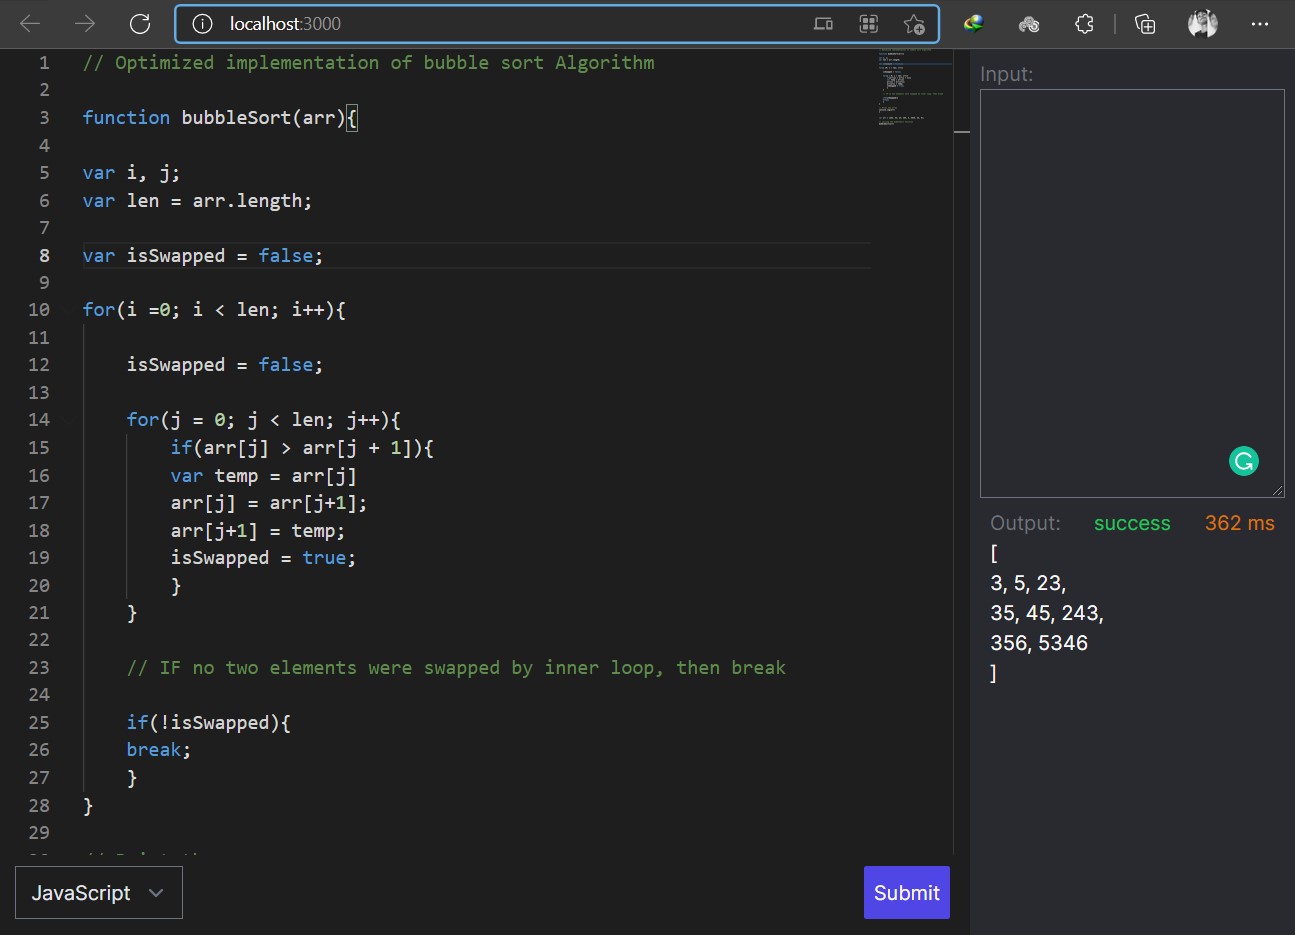 localhost:3000
1 // Optimized implementation of bubble sort Algorithm
2
3 function bubbleSort(arr){
4
5 var i, j;
6 var len = arr.length;
7
8 var isSwapped = false;
9
10 for(i =0; i < len; i++){
11
12 isSwapped = false;
13
14 for(j = 0; j < len; j++){
15 if(arr[j] > arr[j + 1]){
16 var temp = arr[j]
17 arr[j] = arr[j+1];
18 arr[j+1] = temp;
19 isSwapped = true;
20 }
21 }
22
23 // IF no two elements were swapped by inner loop, then break
24
25 if(!isSwapped){
26 break;
27 }
28 }
29
JavaScript
Submit
Input:
Output: success 362 ms
[
3, 5, 23,
35, 45, 243,
356, 5346
]